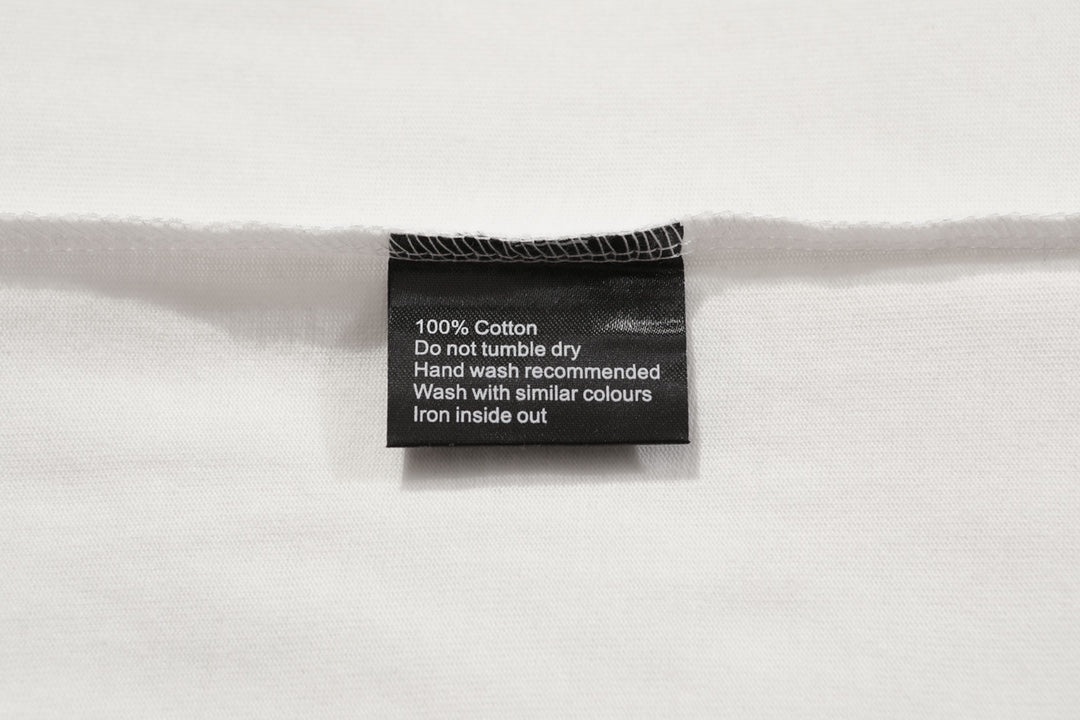 100% Cotton
Do not tumble dry
Hand wash recommended
Wash with similar colours
Iron inside out